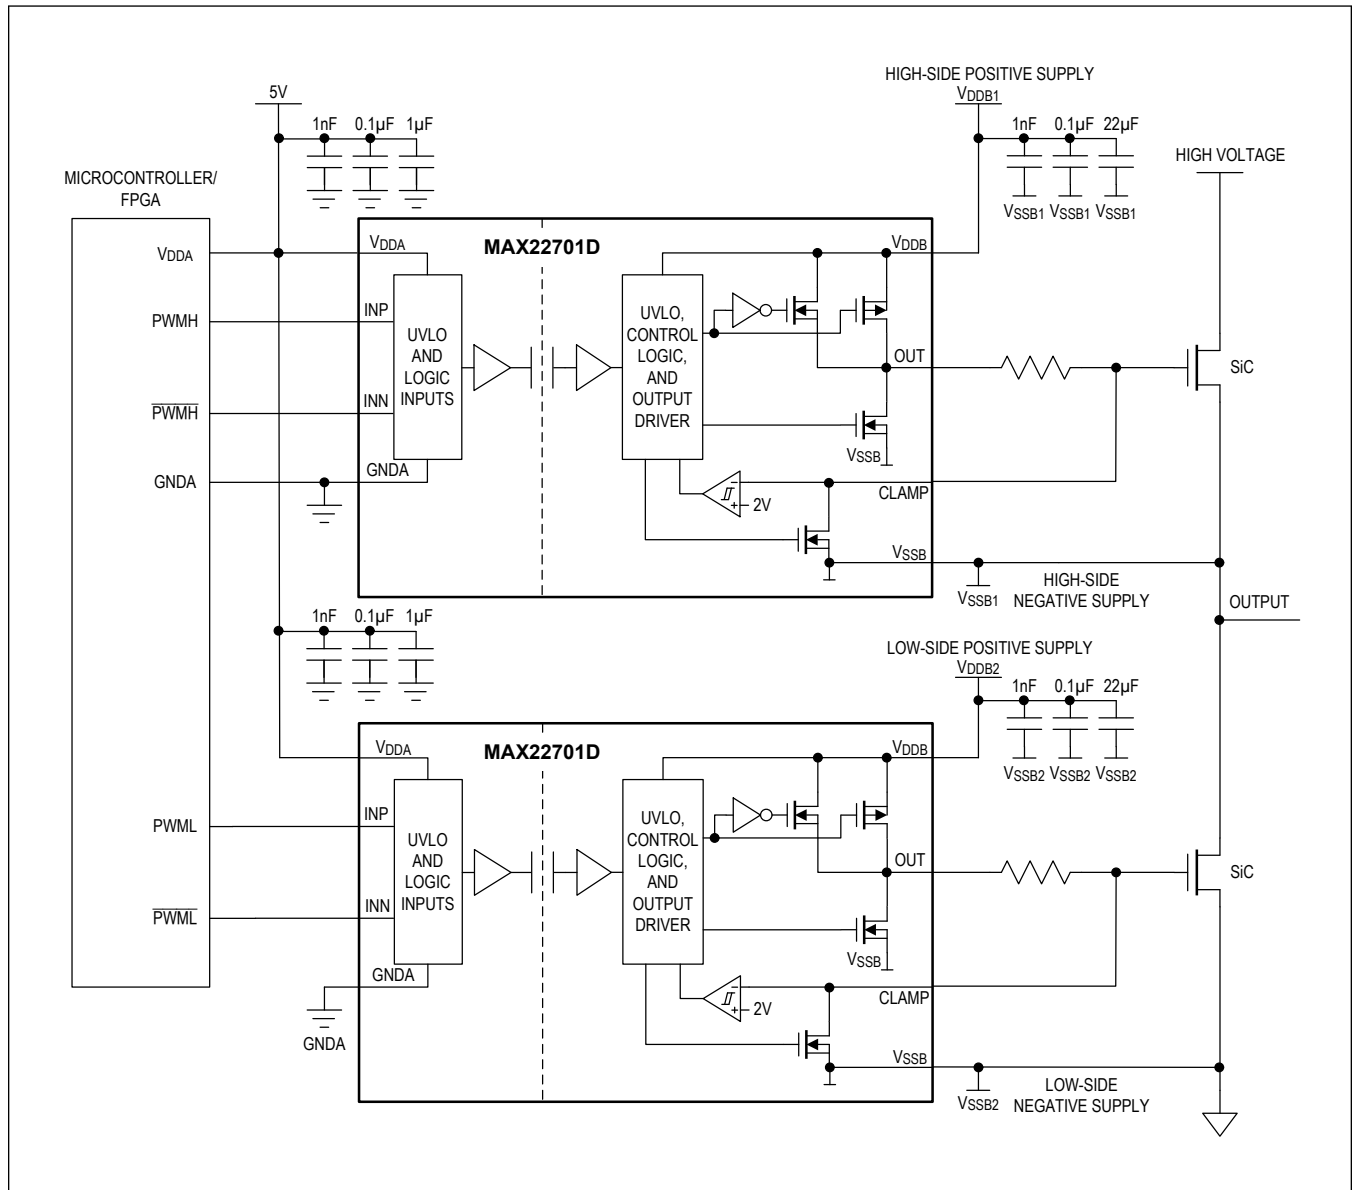 HIGH-SIDE POSITIVE SUPPLY
VDDB1
5V
1nF 0.1µF 1µF
1nF 0.1µF 22µF
HIGH VOLTAGE
MICROCONTROLLER/
FPGA
VSSB1 VSSB1 VSSB1
VDDA
VDDA
MAX22701D
VDDB
PWMH
INP
UVLO
AND
LOGIC
INPUTS
UVLO,
CONTROL
LOGIC,
AND
OUTPUT
DRIVER
OUT
SiC
PWMH
INN
VSSB
GNDA
GNDA
2V
CLAMP
VSSB
VSSB1
HIGH-SIDE
NEGATIVE SUPPLY
OUTPUT
1nF 0.1µF 1µF
LOW-SIDE POSITIVE SUPPLY
VDDB2
1nF 0.1µF 22µF
VSSB2 VSSB2 VSSB2
VDDA
MAX22701D
VDDB
PWML
INP
UVLO
AND
LOGIC
INPUTS
UVLO,
CONTROL
LOGIC,
AND
OUTPUT
DRIVER
OUT
SiC
PWML
INN
VSSB
GNDA
2V
CLAMP
GNDA
VSSB
VSSB2
LOW-SIDE
NEGATIVE SUPPLY